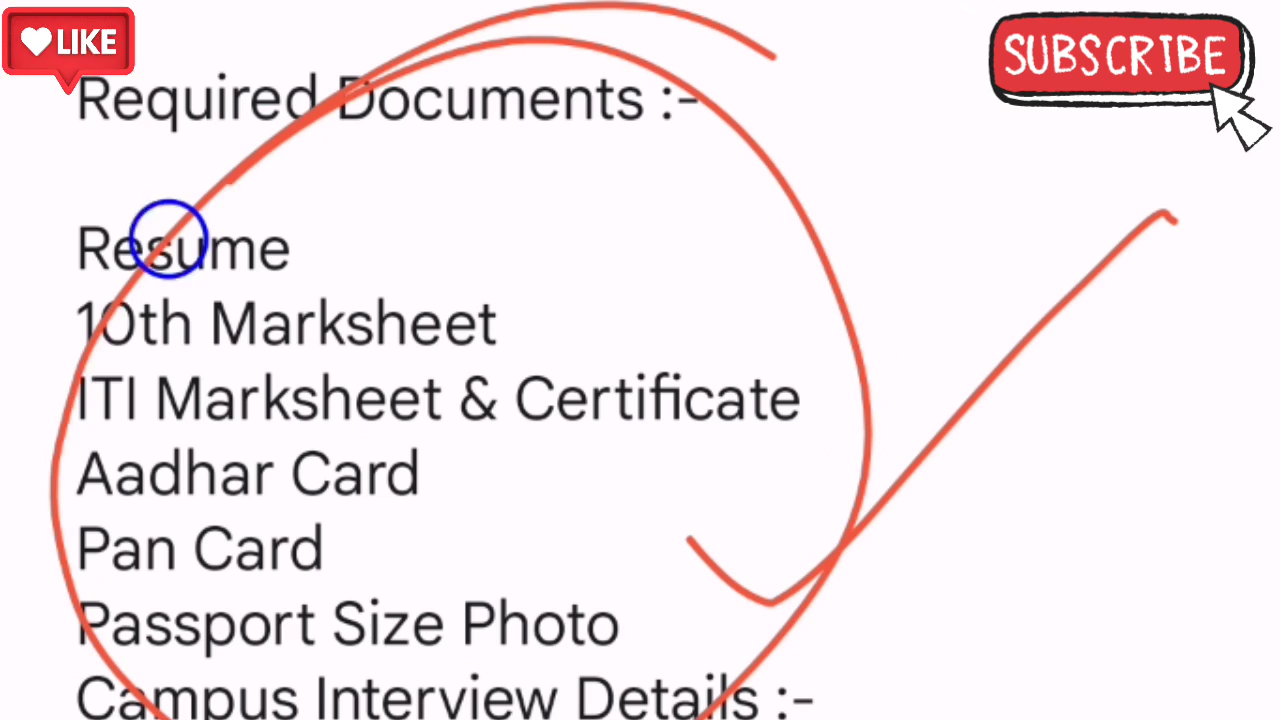 LIKE
SUBSCRIBE
Required Documents :-
Resume
10th Marksheet
ITI Marksheet & Certificate
Aadhar Card
Pan Card
Passport Size Photo
Campus Interview Details :-